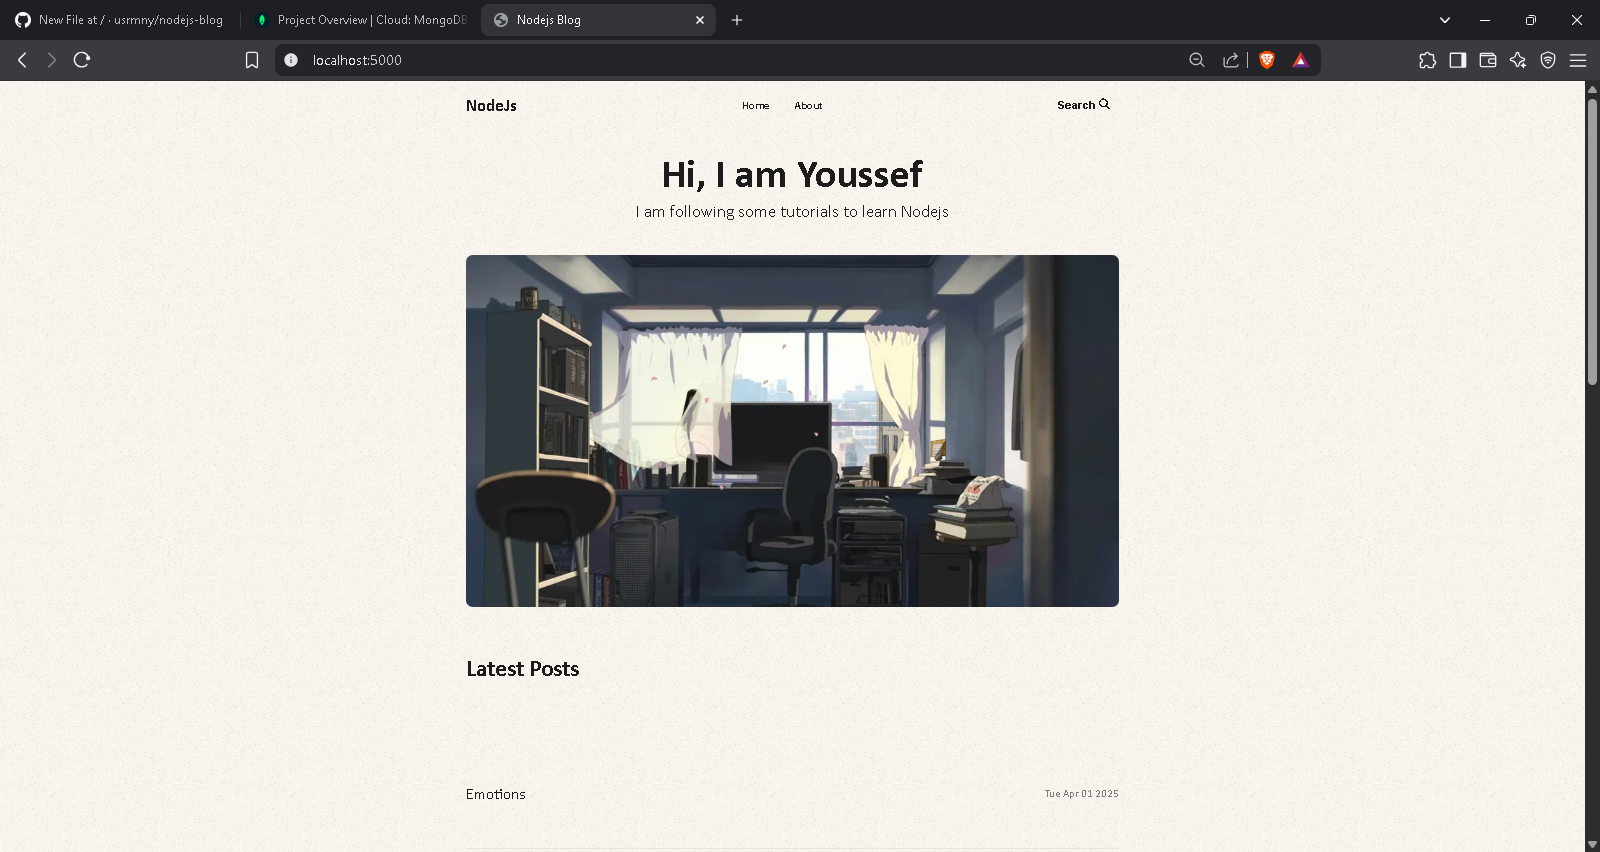 New File at / · usrmny/nodejs-blog
Project Overview | Cloud: MongoDB
Nodejs Blog
localhost:5000
NodeJs
Home
About
Search
Hi, I am Youssef
I am following some tutorials to learn Nodejs
Latest Posts
Emotions
Tue Apr 01 2025